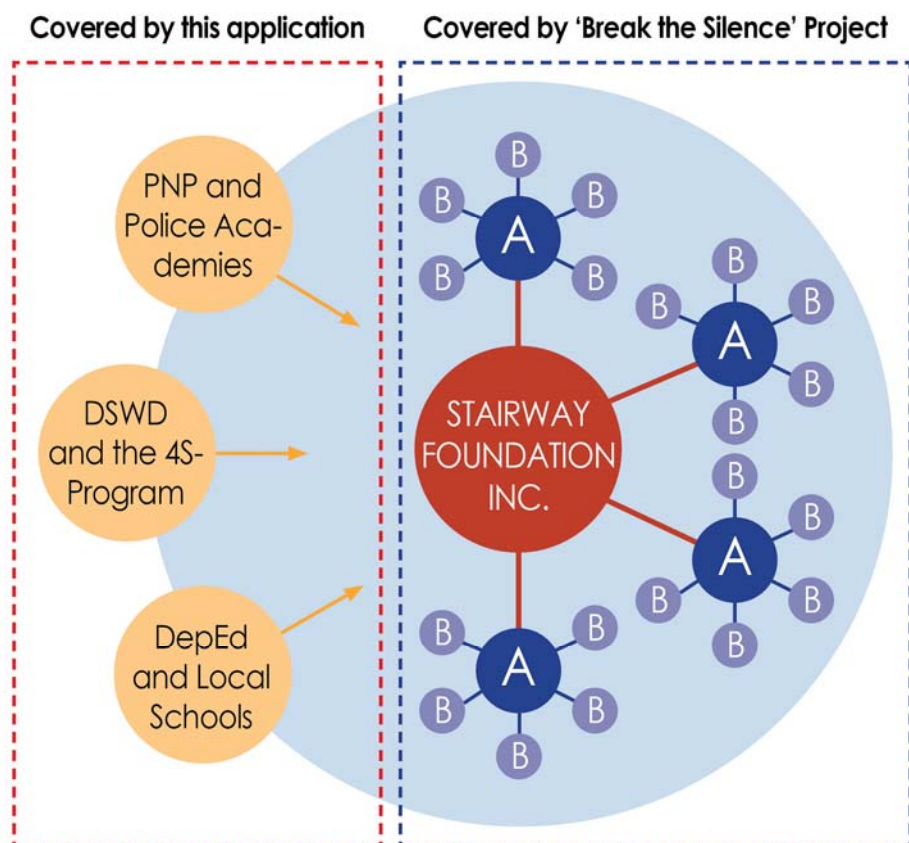 Covered by this application
Covered by ‘Break the Silence’ Project
PNP and
Police Aca-
demies
DSWD
and the 4S-
Program
DepEd
and Local
Schools
STAIRWAY
FOUNDATION
INC.
B
B
B
A
B
B
B
B
B
A
B
B
B
B
A
B
B
B
B
B
A
B
B
B